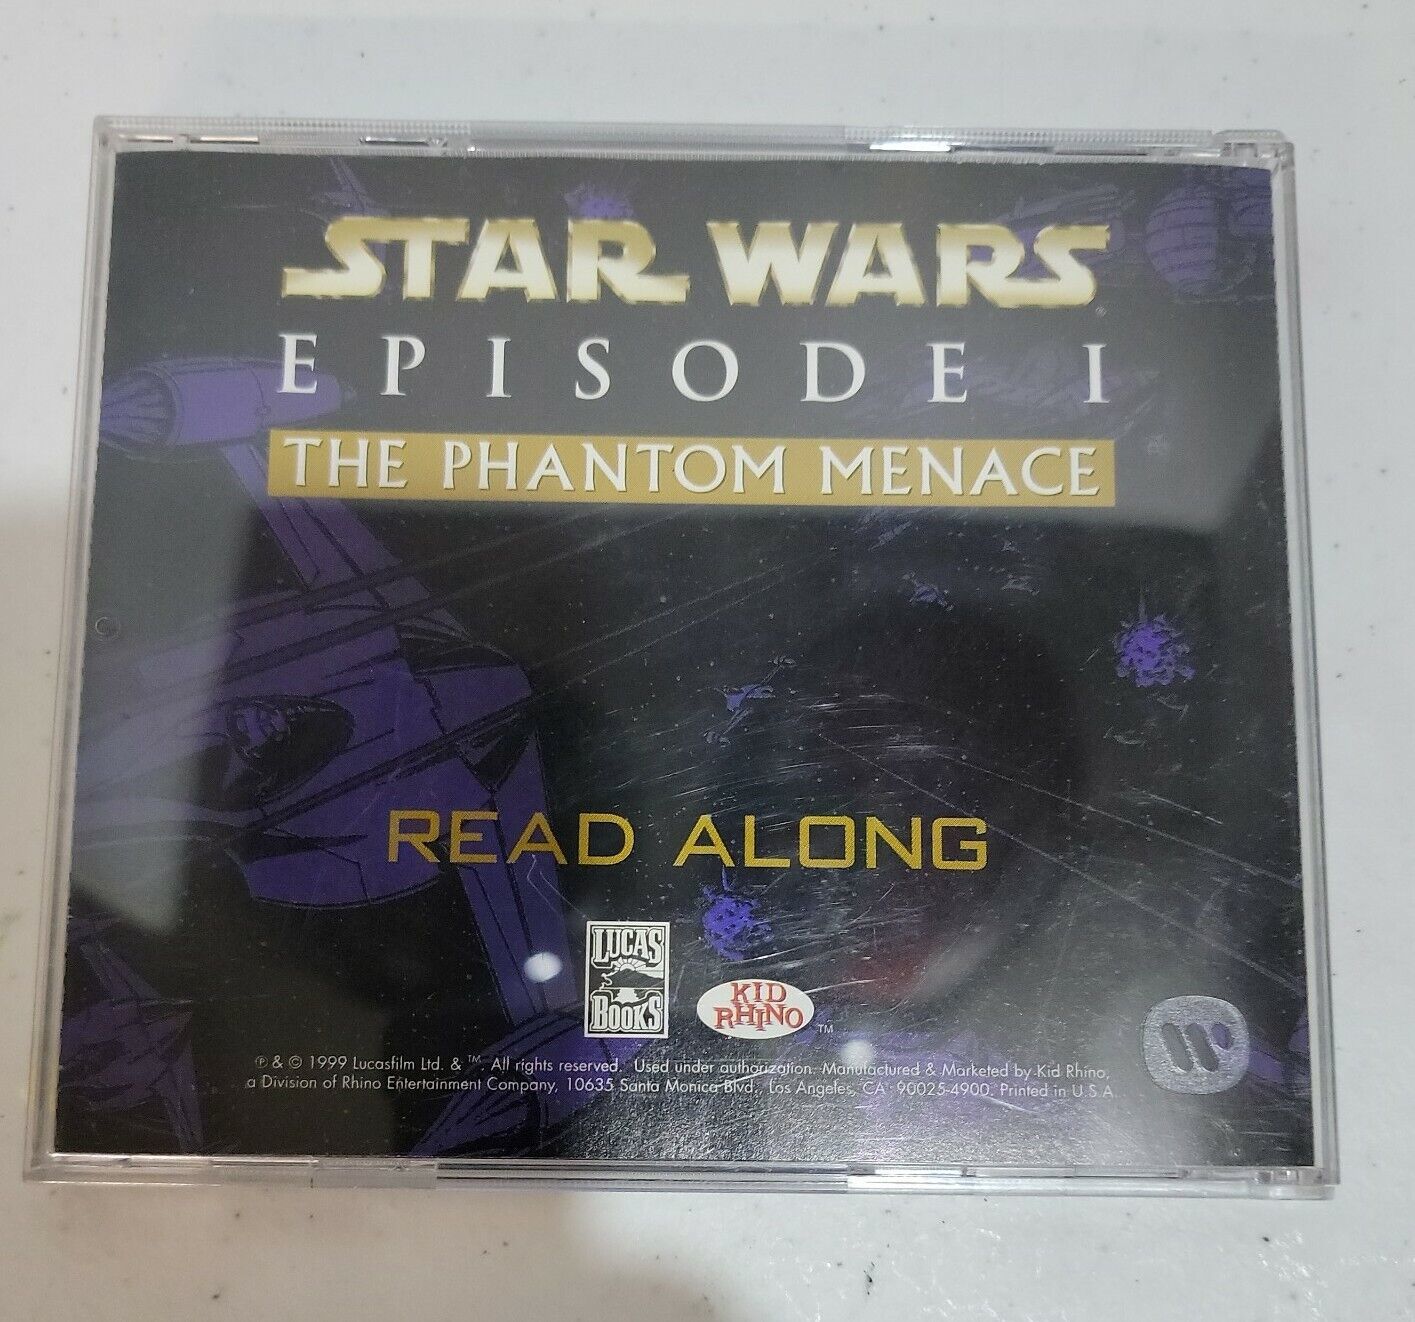 STAR WARS
EPISODE I
THE PHANTOM MENACE
READ ALONG
LUCAS
BOOKS
KID
RHINO ™
℗ & © 1999 Lucasfilm Ltd. & ™. All rights reserved. Used under authorization. Manufactured & Marketed by Kid Rhino,
a Division of Rhino Entertainment Company, 10635 Santa Monica Blvd., Los Angeles, CA 90025-4900. Printed in U.S.A.